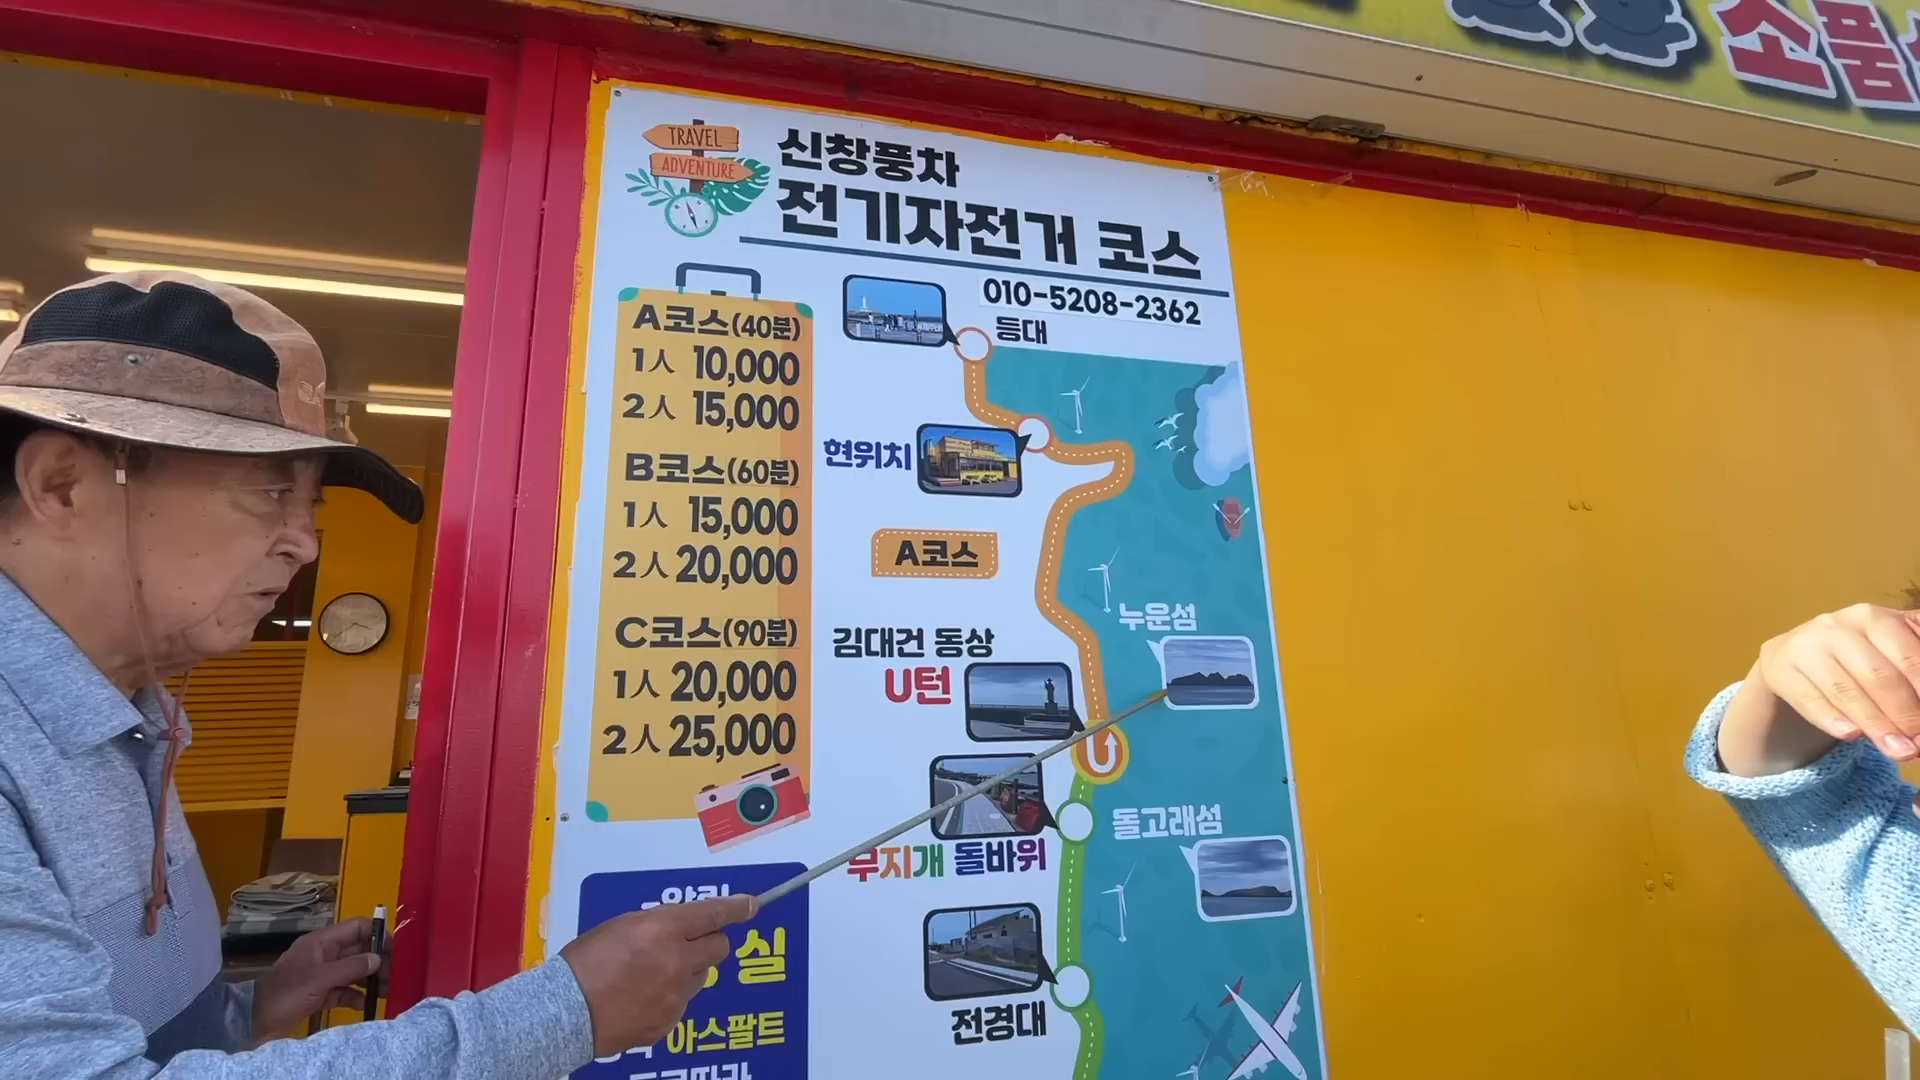 소품
TRAVEL
ADVENTURE
신창풍차
전기자전거 코스
010-5208-2362
A코스(40분)
1人 10,000
2人 15,000
B코스(60분)
1人 15,000
2人 20,000
C코스(90분)
1人 20,000
2人 25,000
등대
현위치
A코스
누운섬
김대건 동상
U턴
돌고래섬
무지개 돌바위
전경대
실
아스팔트